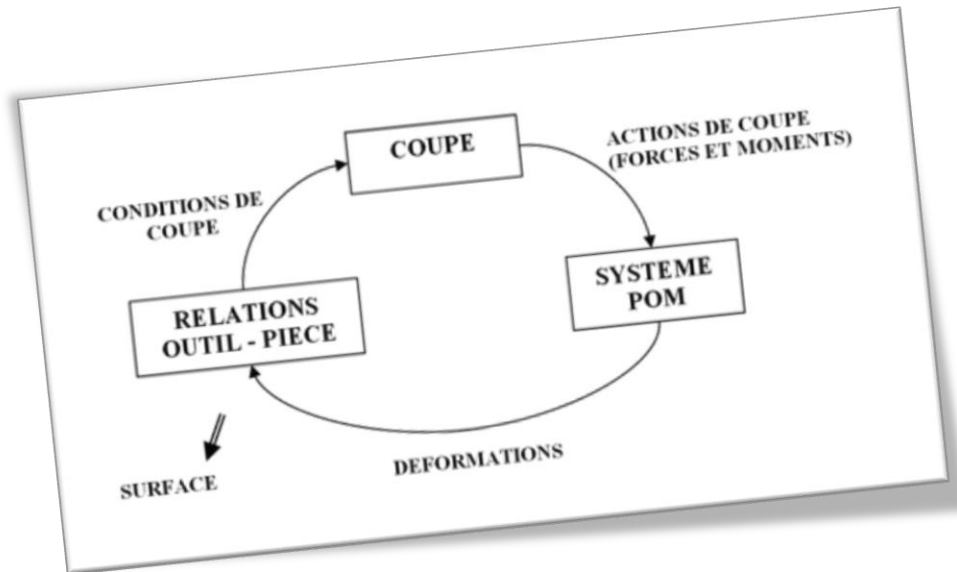 COUPE
ACTIONS DE COUPE
(FORCES ET MOMENTS)
CONDITIONS DE
COUPE
SYSTEME
POM
RELATIONS
OUTIL - PIECE
DEFORMATIONS
SURFACE